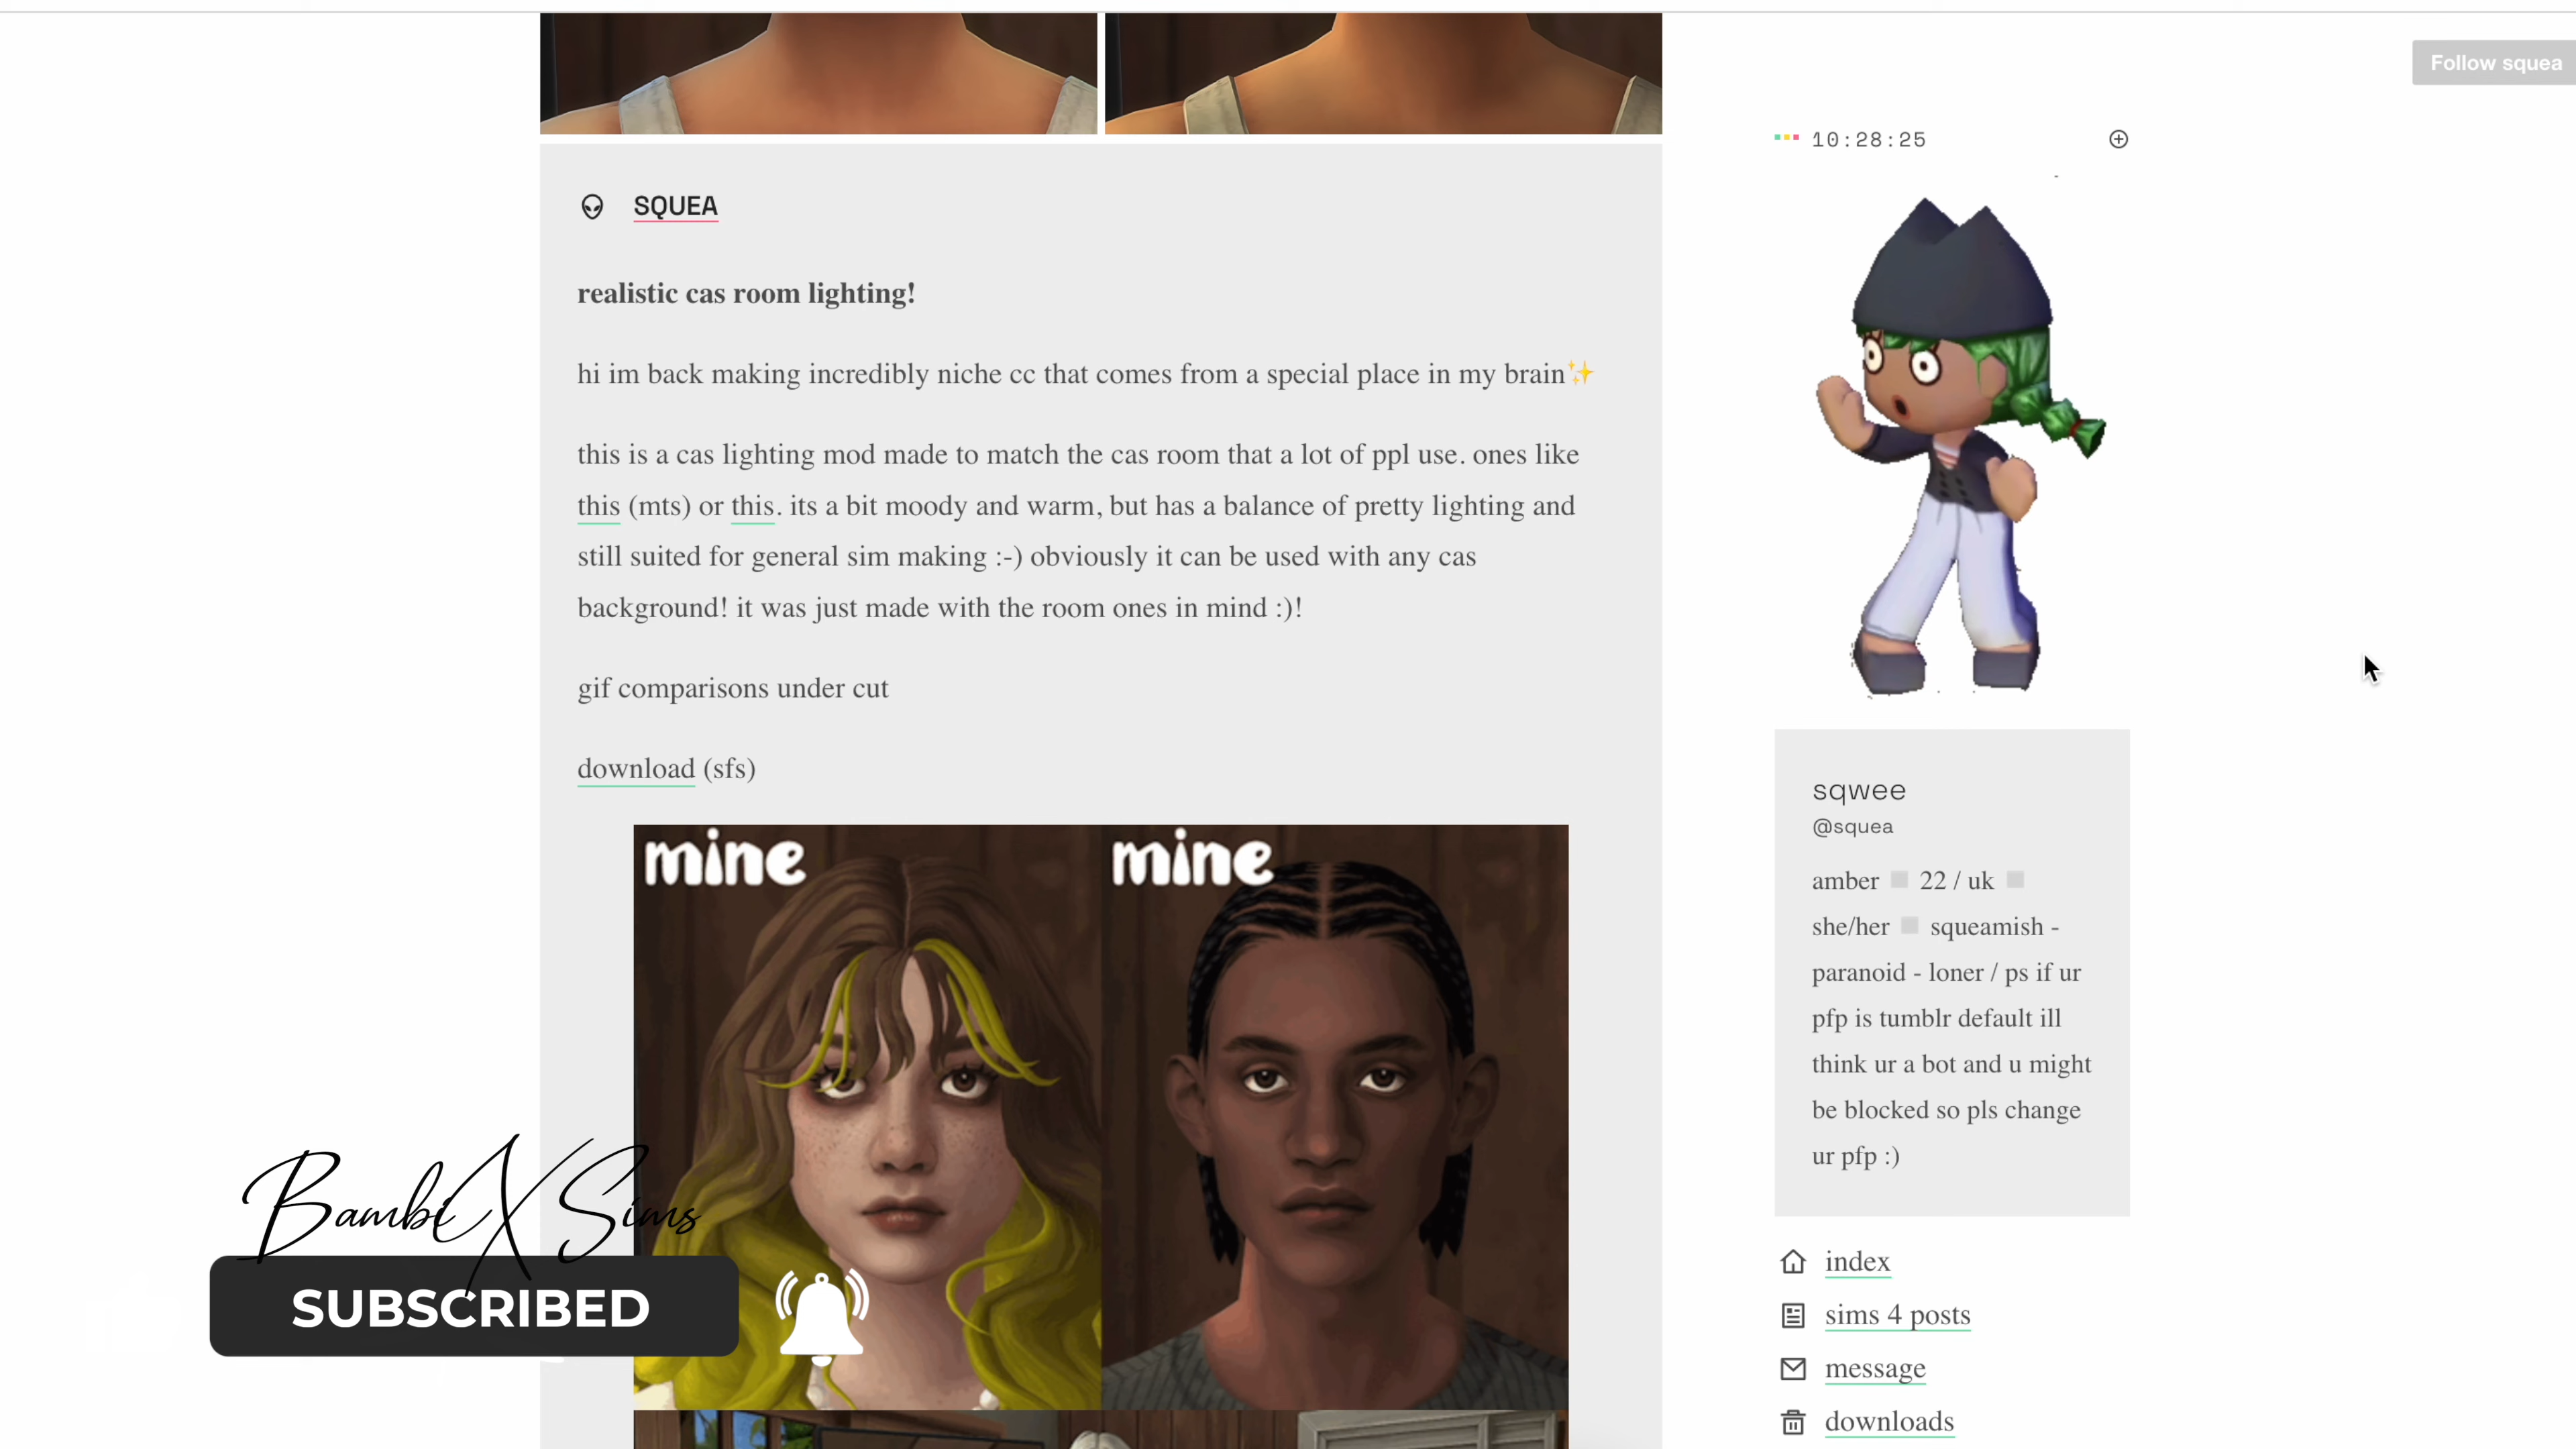 Follow squea
10:28:25
SQUEA
realistic cas room lighting!
hi im back making incredibly niche cc that comes from a special place in my brain✨
this is a cas lighting mod made to match the cas room that a lot of ppl use. ones like
this (mts) or this. its a bit moody and warm, but has a balance of pretty lighting and
still suited for general sim making :-) obviously it can be used with any cas
background! it was just made with the room ones in mind :)!
gif comparisons under cut
download (sfs)
mine
mine
sqwee
@squea
amber 22 / uk
she/her squeamish -
paranoid - loner / ps if ur
pfp is tumblr default ill
think ur a bot and u might
be blocked so pls change
ur pfp :)
index
sims 4 posts
message
downloads
BambiXSims
SUBSCRIBED